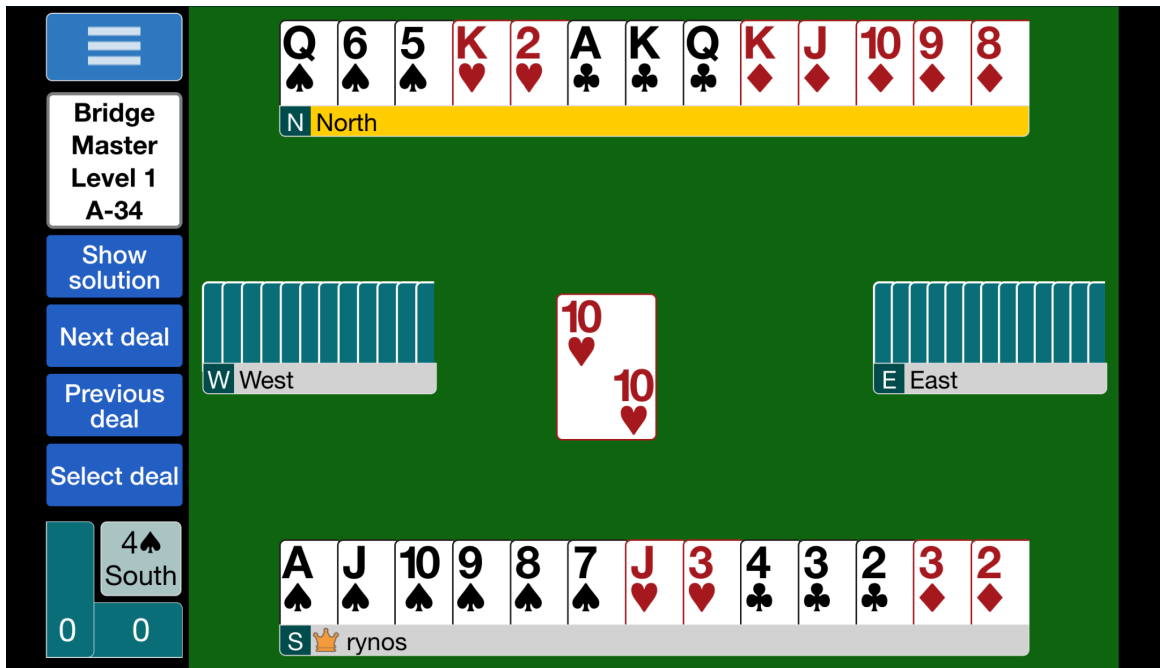 Bridge
Master
Level 1
A-34
Show
solution
Next deal
Previous
deal
Select deal
4♠
South
0
0
Q♠ 6♠ 5♠ K♥ 2♥ A♣ K♣ Q♣ K♦ J♦ 10♦ 9♦ 8♦
N North
W West
10♥
10♥
E East
A♠ J♠ 10♠ 9♠ 8♠ 7♠ J♥ 3♥ 4♣ 3♣ 2♣ 3♦ 2♦
S rynos